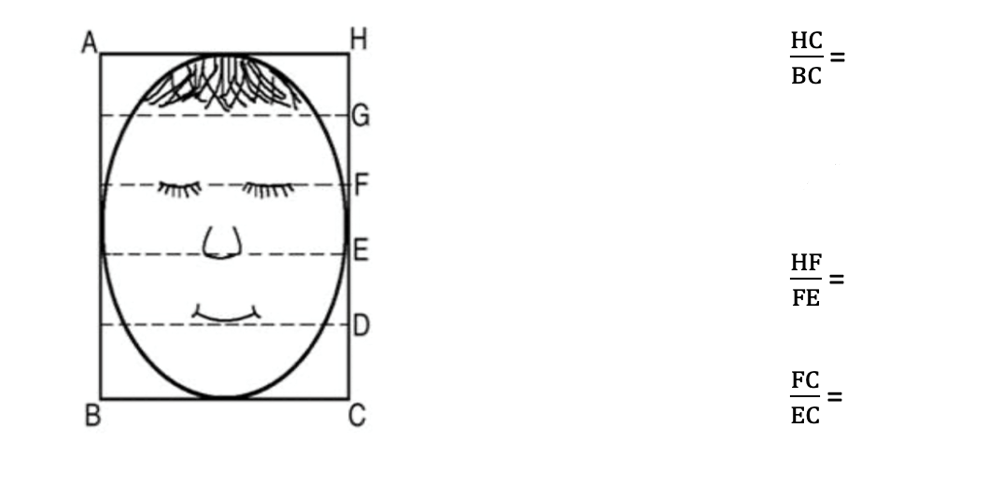 A
H
G
F
E
D
B
C
HC
BC
=
HF
FE
=
FC
EC
=